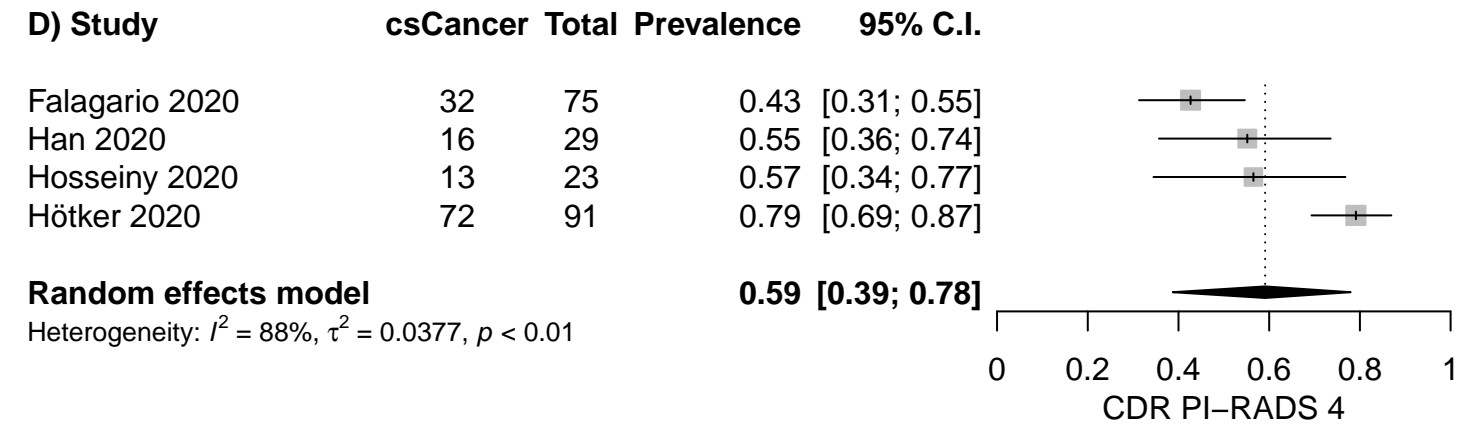 D) Study csCancer Total Prevalence 95% C.I.
Falagario 2020 32 75 0.43 [0.31; 0.55]
Han 2020 16 29 0.55 [0.36; 0.74]
Hosseiny 2020 13 23 0.57 [0.34; 0.77]
Hötker 2020 72 91 0.79 [0.69; 0.87]
Random effects model 0.59 [0.39; 0.78]
Heterogeneity: I² = 88%, τ² = 0.0377, p < 0.01
0 0.2 0.4 0.6 0.8 1
CDR PI−RADS 4